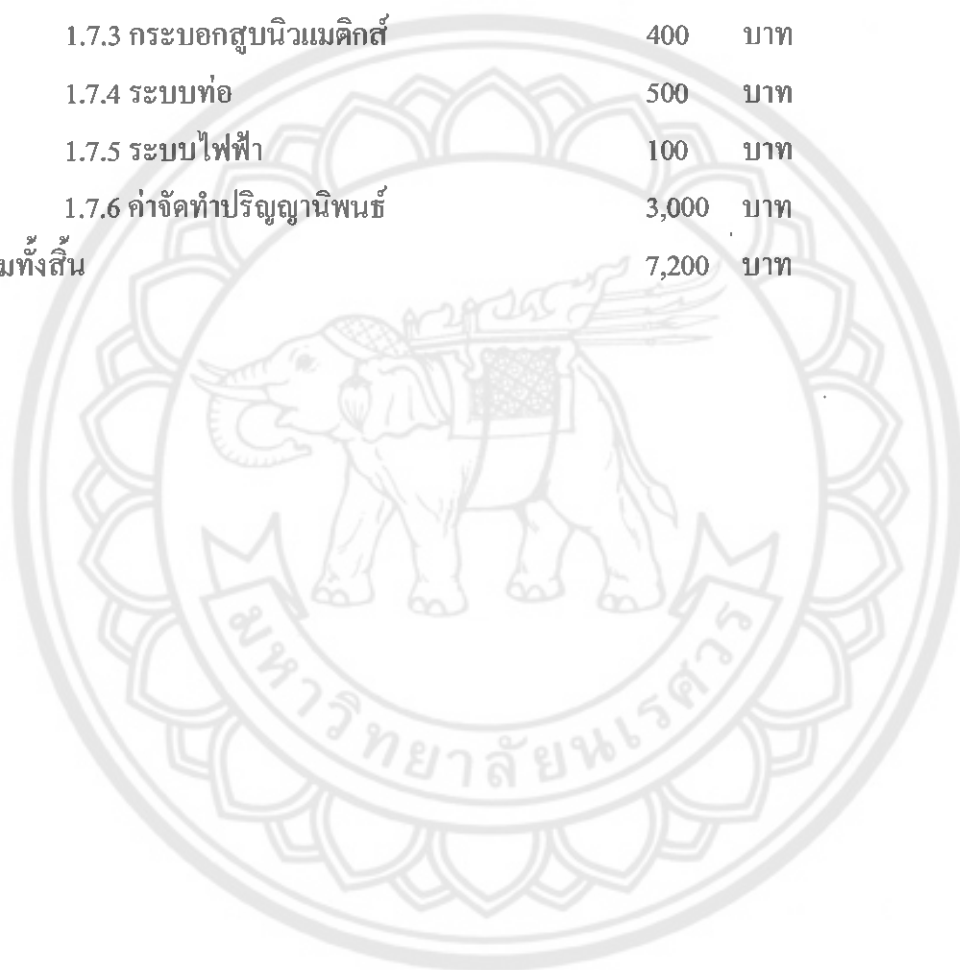 1.7.3 กระบอกสูบนิวแมติกส์ 400 บาท
1.7.4 ระบบท่อ 500 บาท
1.7.5 ระบบไฟฟ้า 100 บาท
1.7.6 ค่าจัดทำปริญญานิพนธ์ 3,000 บาท
มทั้งสิ้น 7,200 บาท
มหาวิทยาลัยนเรศวร